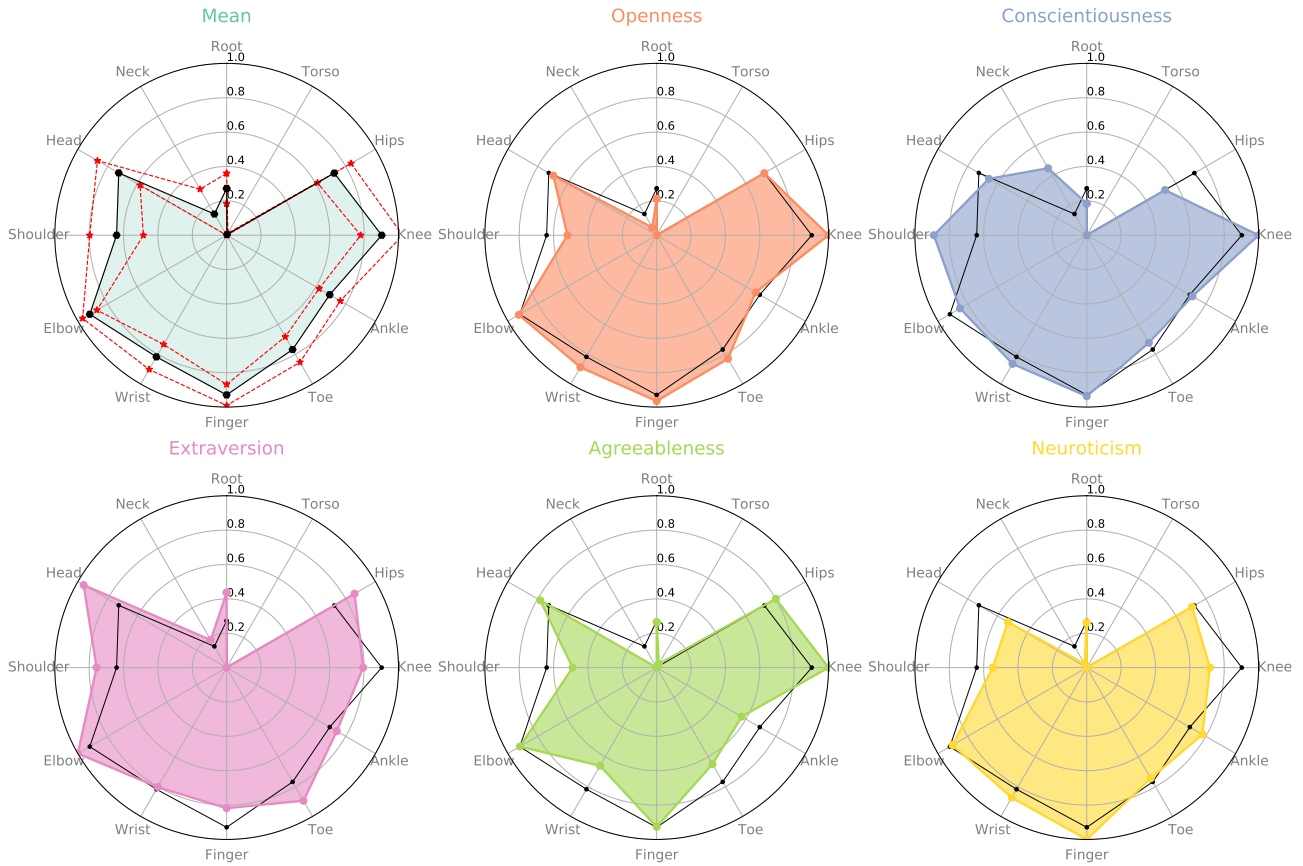 Mean
Root
1.0
0.8
0.6
0.4
0.2
Torso
Hips
Knee
Ankle
Toe
Finger
Wrist
Elbow
Shoulder
Head
Neck
Openness
Root
1.0
0.8
0.6
0.4
0.2
Torso
Hips
Knee
Ankle
Toe
Finger
Wrist
Elbow
Shoulder
Head
Neck
Conscientiousness
Root
1.0
0.8
0.6
0.4
0.2
Torso
Hips
Knee
Ankle
Toe
Finger
Wrist
Elbow
Shoulder
Head
Neck
Extraversion
Root
1.0
0.8
0.6
0.4
0.2
Torso
Hips
Knee
Ankle
Toe
Finger
Wrist
Elbow
Shoulder
Head
Neck
Agreeableness
Root
1.0
0.8
0.6
0.4
0.2
Torso
Hips
Knee
Ankle
Toe
Finger
Wrist
Elbow
Shoulder
Head
Neck
Neuroticism
Root
1.0
0.8
0.6
0.4
0.2
Torso
Hips
Knee
Ankle
Toe
Finger
Wrist
Elbow
Shoulder
Head
Neck